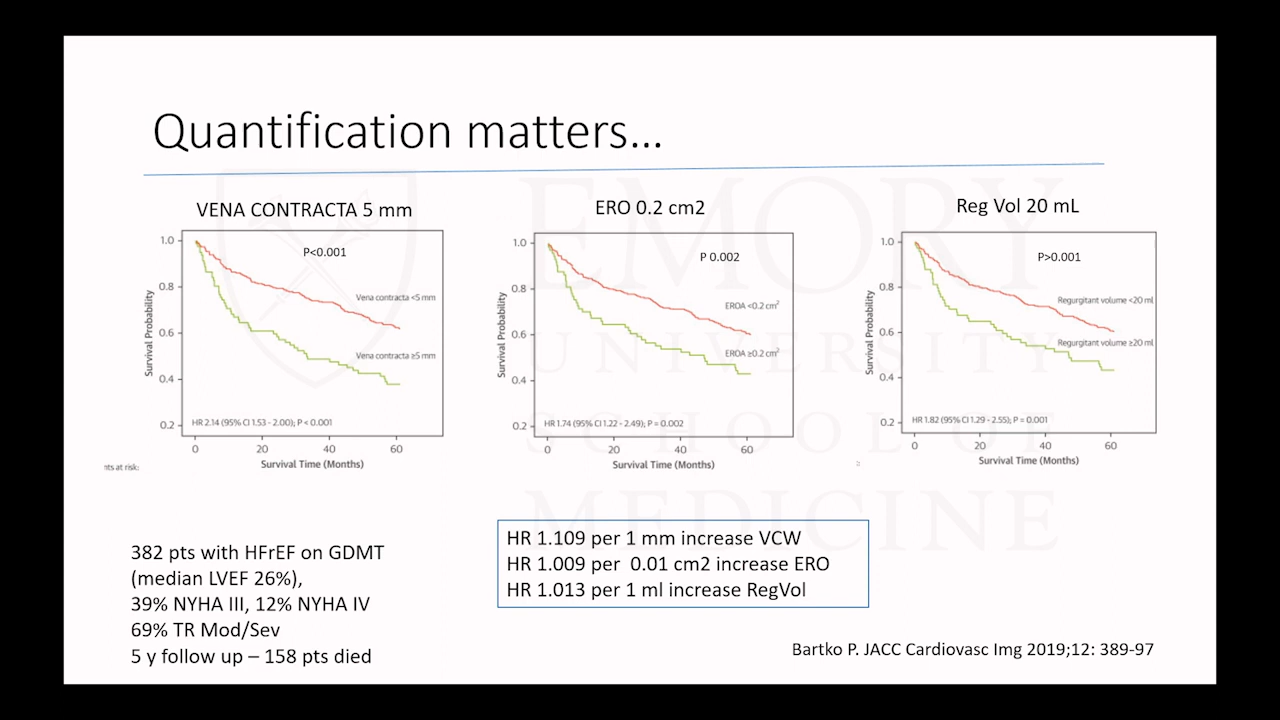 Quantification matters...
VENA CONTRACTA 5 mm
1.0
0.8
0.6
0.4
0.2
Survival Probability
P<0.001
Vena contracta <5 mm
Vena contracta ≥5 mm
HR 2.14 (95% CI 1.53 - 2.00); P < 0.001
0 20 40 60
Survival Time (Months)
nts at risk:
ERO 0.2 cm2
1.0
0.8
0.6
0.4
0.2
Survival Probability
P 0.002
EROA <0.2 cm²
EROA ≥0.2 cm²
HR 1.74 (95% CI 1.22 - 2.49); P = 0.002
0 20 40 60
Survival Time (Months)
Reg Vol 20 mL
1.0
0.8
0.6
0.4
0.2
Survival Probability
P>0.001
Regurgitant volume <20 ml
Regurgitant volume ≥20 ml
HR 1.82 (95% CI 1.29 - 2.55); P = 0.001
0 20 40 60
Survival Time (Months)
EMORY
UNIVERSITY
SCHOOL OF
MEDICINE
382 pts with HFrEF on GDMT
(median LVEF 26%),
39% NYHA III, 12% NYHA IV
69% TR Mod/Sev
5 y follow up – 158 pts died
HR 1.109 per 1 mm increase VCW
HR 1.009 per 0.01 cm2 increase ERO
HR 1.013 per 1 ml increase RegVol
Bartko P. JACC Cardiovasc Img 2019;12: 389-97